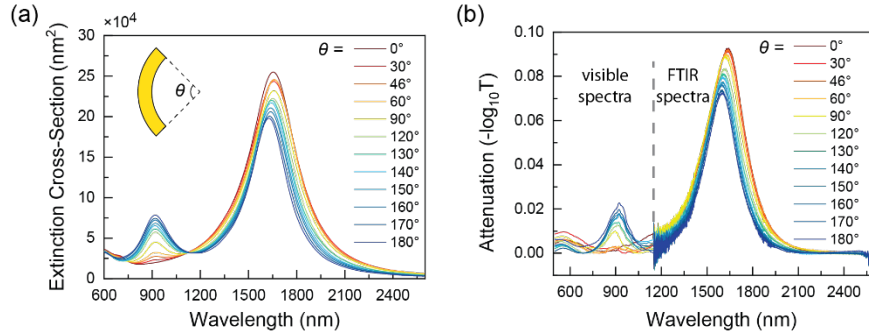 (a)
×10⁴
Extinction Cross-Section (nm²)
30
25
20
15
10
5
0
600 900 1200 1500 1800 2100 2400
Wavelength (nm)
θ
θ =
0°
30°
46°
60°
90°
120°
130°
140°
150°
160°
170°
180°
(b)
Attenuation (-log₁₀T)
0.10
0.08
0.06
0.04
0.02
0.00
600 900 1200 1500 1800 2100 2400
Wavelength (nm)
visible
spectra
FTIR
spectra
θ =
0°
30°
46°
60°
90°
120°
130°
140°
150°
160°
170°
180°